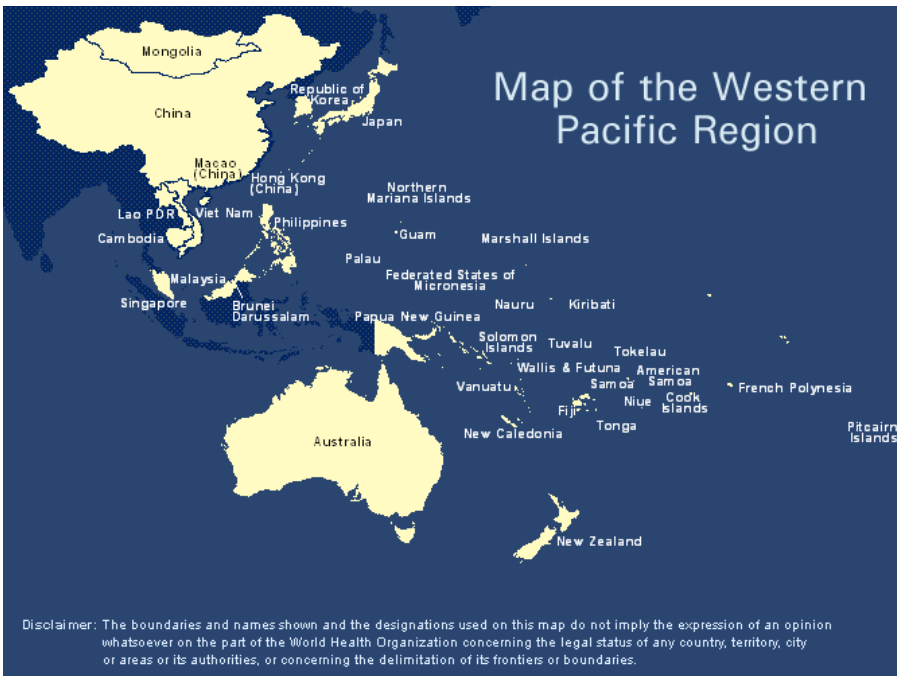 Map of the Western
Pacific Region
Mongolia
China
Republic of
Korea
Japan
Macao
(China)
Hong Kong
(China)
Northern
Mariana Islands
Lao PDR
Viet Nam
Philippines
Cambodia
Guam
Marshall Islands
Palau
Malaysia
Federated States of
Micronesia
Singapore
Brunei
Darussalam
Nauru
Kiribati
Papua New Guinea
Solomon
Islands
Tuvalu
Tokelau
Wallis & Futuna
American
Samoa
Samoa
Vanuatu
French Polynesia
Niue
Cook
Islands
Fiji
Tonga
Pitcairn
Islands
New Caledonia
Australia
New Zealand
Disclaimer: The boundaries and names shown and the designations used on this map do not imply the expression of an opinion
whatsoever on the part of the World Health Organization concerning the legal status of any country, territory, city
or areas or its authorities, or concerning the delimitation of its frontiers or boundaries.